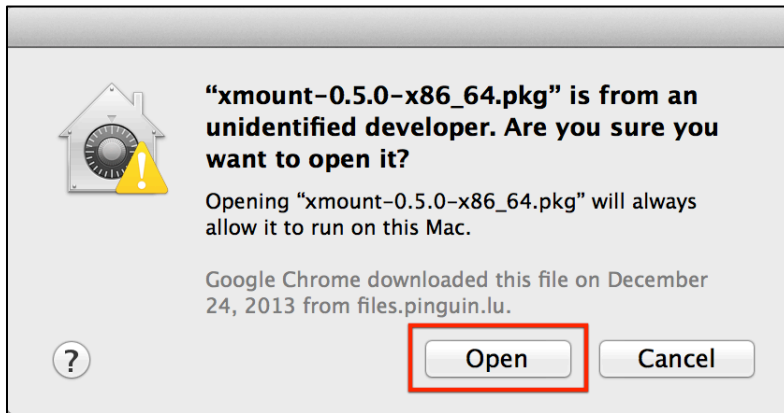 “xmount-0.5.0-x86_64.pkg” is from an
unidentified developer. Are you sure you
want to open it?
Opening “xmount-0.5.0-x86_64.pkg” will always
allow it to run on this Mac.
Google Chrome downloaded this file on December
24, 2013 from files.pinguin.lu.
?
Open
Cancel